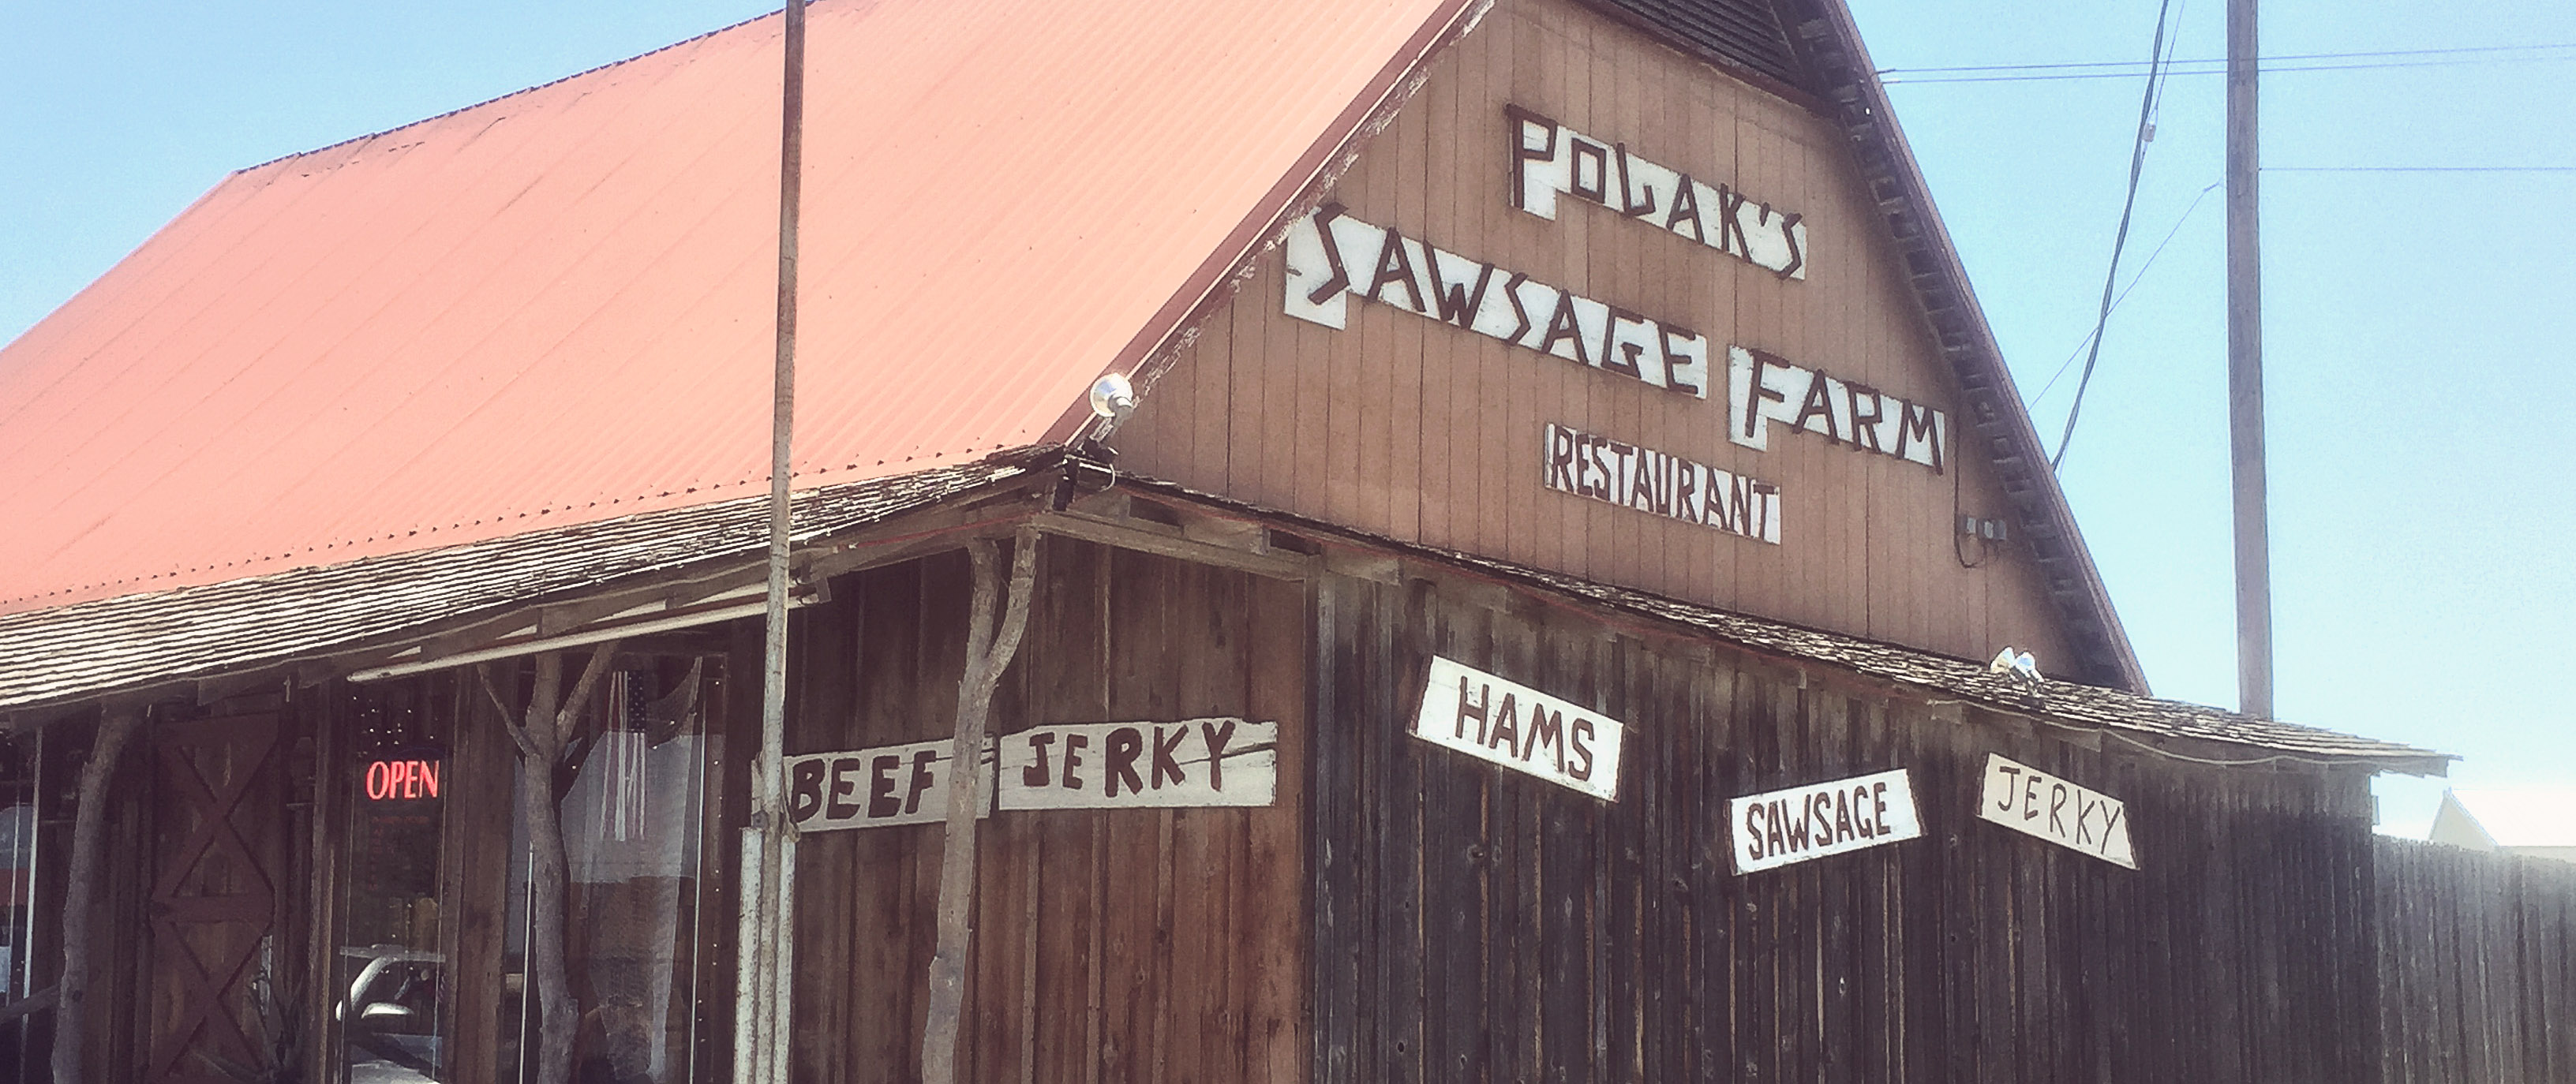 POLAK'S
SAWSAGE FARM
RESTAURANT
OPEN
BEEF JERKY
HAMS
SAWSAGE
JERKY